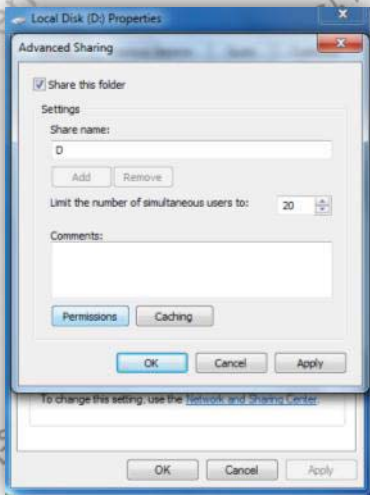 Local Disk (D:) Properties
Advanced Sharing
Share this folder
Settings
Share name:
D
Add Remove
Limit the number of simultaneous users to: 20
Comments:
Permissions Caching
OK Cancel Apply
To change this setting, use the Network and Sharing Center.
OK Cancel Apply